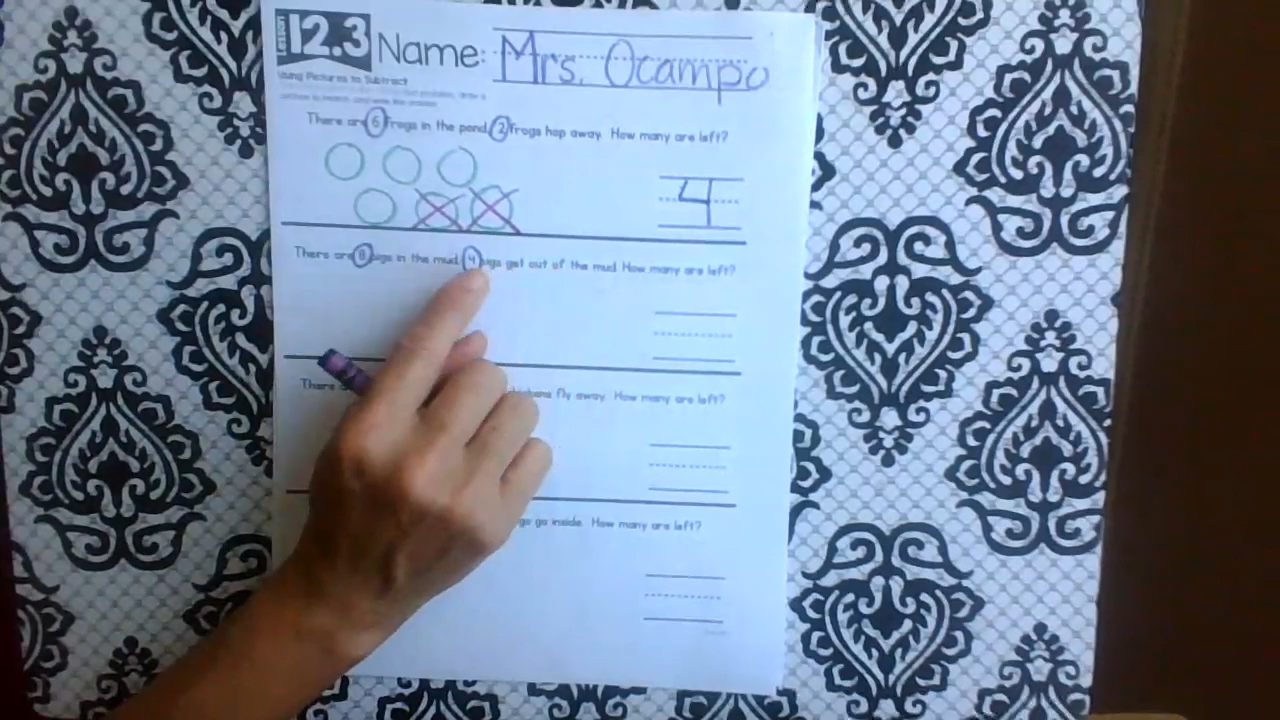 LESSON 12.3 Name: Mrs. Ocampo
Using Pictures to Subtract
There are 6 frogs in the pond. 2 frogs hop away. How many are left?
4
There are 8 pigs in the mud. 4 pigs get out of the mud. How many are left?
There fly away. How many are left?
go inside. How many are left?